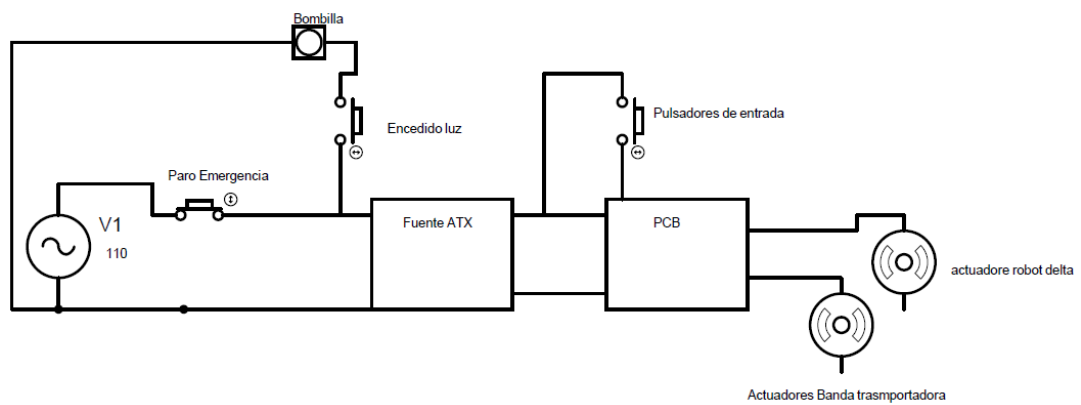 Bombilla
Encedido luz
Pulsadores de entrada
Paro Emergencia
V1
110
Fuente ATX
PCB
actuadore robot delta
Actuadores Banda trasmportadora